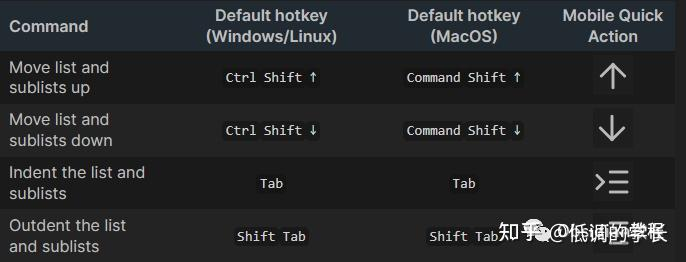 Command
Default hotkey
(Windows/Linux)
Default hotkey
(MacOS)
Mobile Quick
Action
Move list and
sublists up
Ctrl Shift ↑
Command Shift ↑
Move list and
sublists down
Ctrl Shift ↓
Command Shift ↓
Indent the list and
sublists
Tab
Tab
Outdent the list
and sublists
Shift Tab
Shift Tab
知乎 @低调的学长